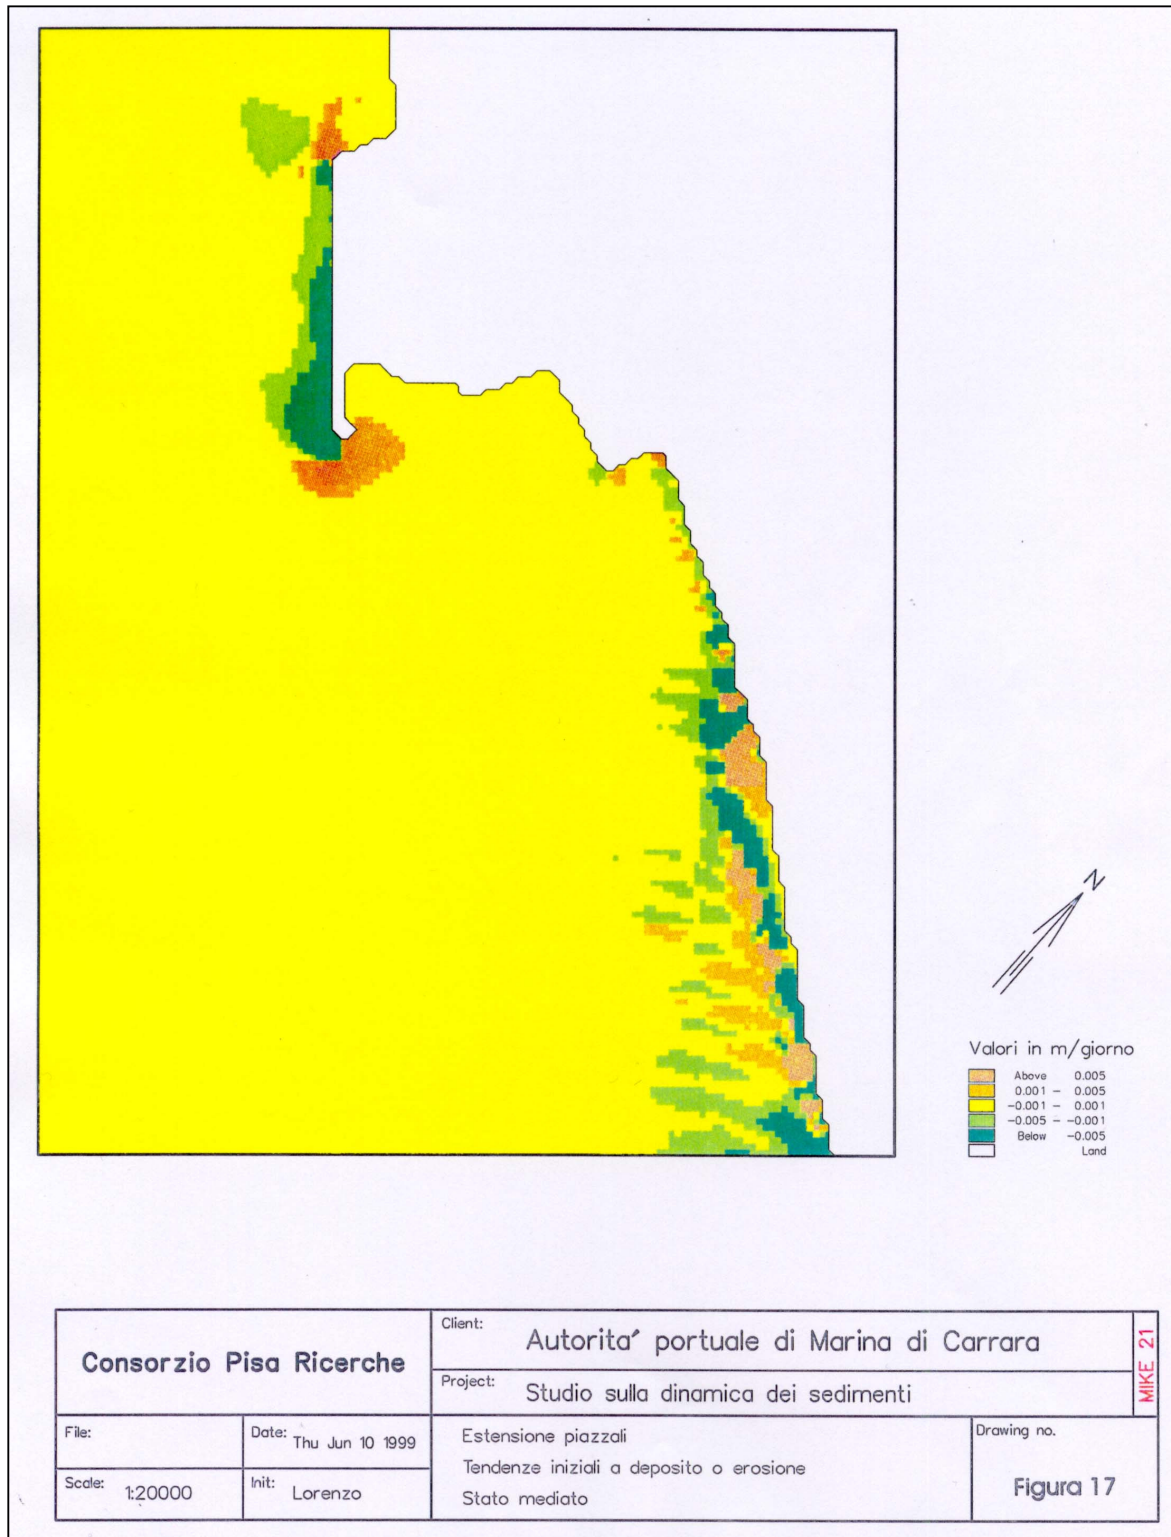 N
Valori in m/giorno
Above 0.005
0.001 - 0.005
-0.001 - 0.001
-0.005 - -0.001
Below -0.005
Land
Consorzio Pisa Ricerche
Client: Autorita' portuale di Marina di Carrara
Project: Studio sulla dinamica dei sedimenti
MIKE 21
File:
Date: Thu Jun 10 1999
Scale: 1:20000
Init: Lorenzo
Estensione piazzali
Tendenze iniziali a deposito o erosione
Stato mediato
Drawing no.
Figura 17